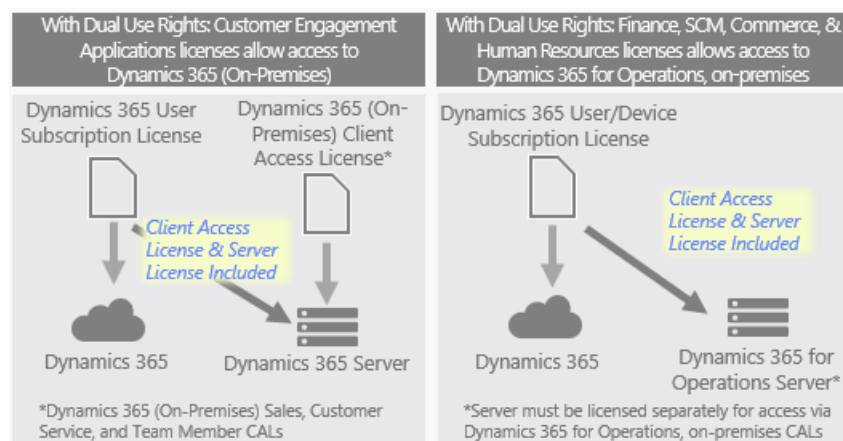 With Dual Use Rights: Customer Engagement
Applications licenses allow access to
Dynamics 365 (On-Premises)
Dynamics 365 User
Subscription License
Dynamics 365 (On-
Premises) Client
Access License*
Client Access
License & Server
License Included
Dynamics 365
Dynamics 365 Server
*Dynamics 365 (On-Premises) Sales, Customer
Service, and Team Member CALs
With Dual Use Rights: Finance, SCM, Commerce, &
Human Resources licenses allows access to
Dynamics 365 for Operations, on-premises
Dynamics 365 User/Device
Subscription License
Client Access
License & Server
License Included
Dynamics 365
Dynamics 365 for
Operations Server*
*Server must be licensed separately for access via
Dynamics 365 for Operations, on-premises CALs